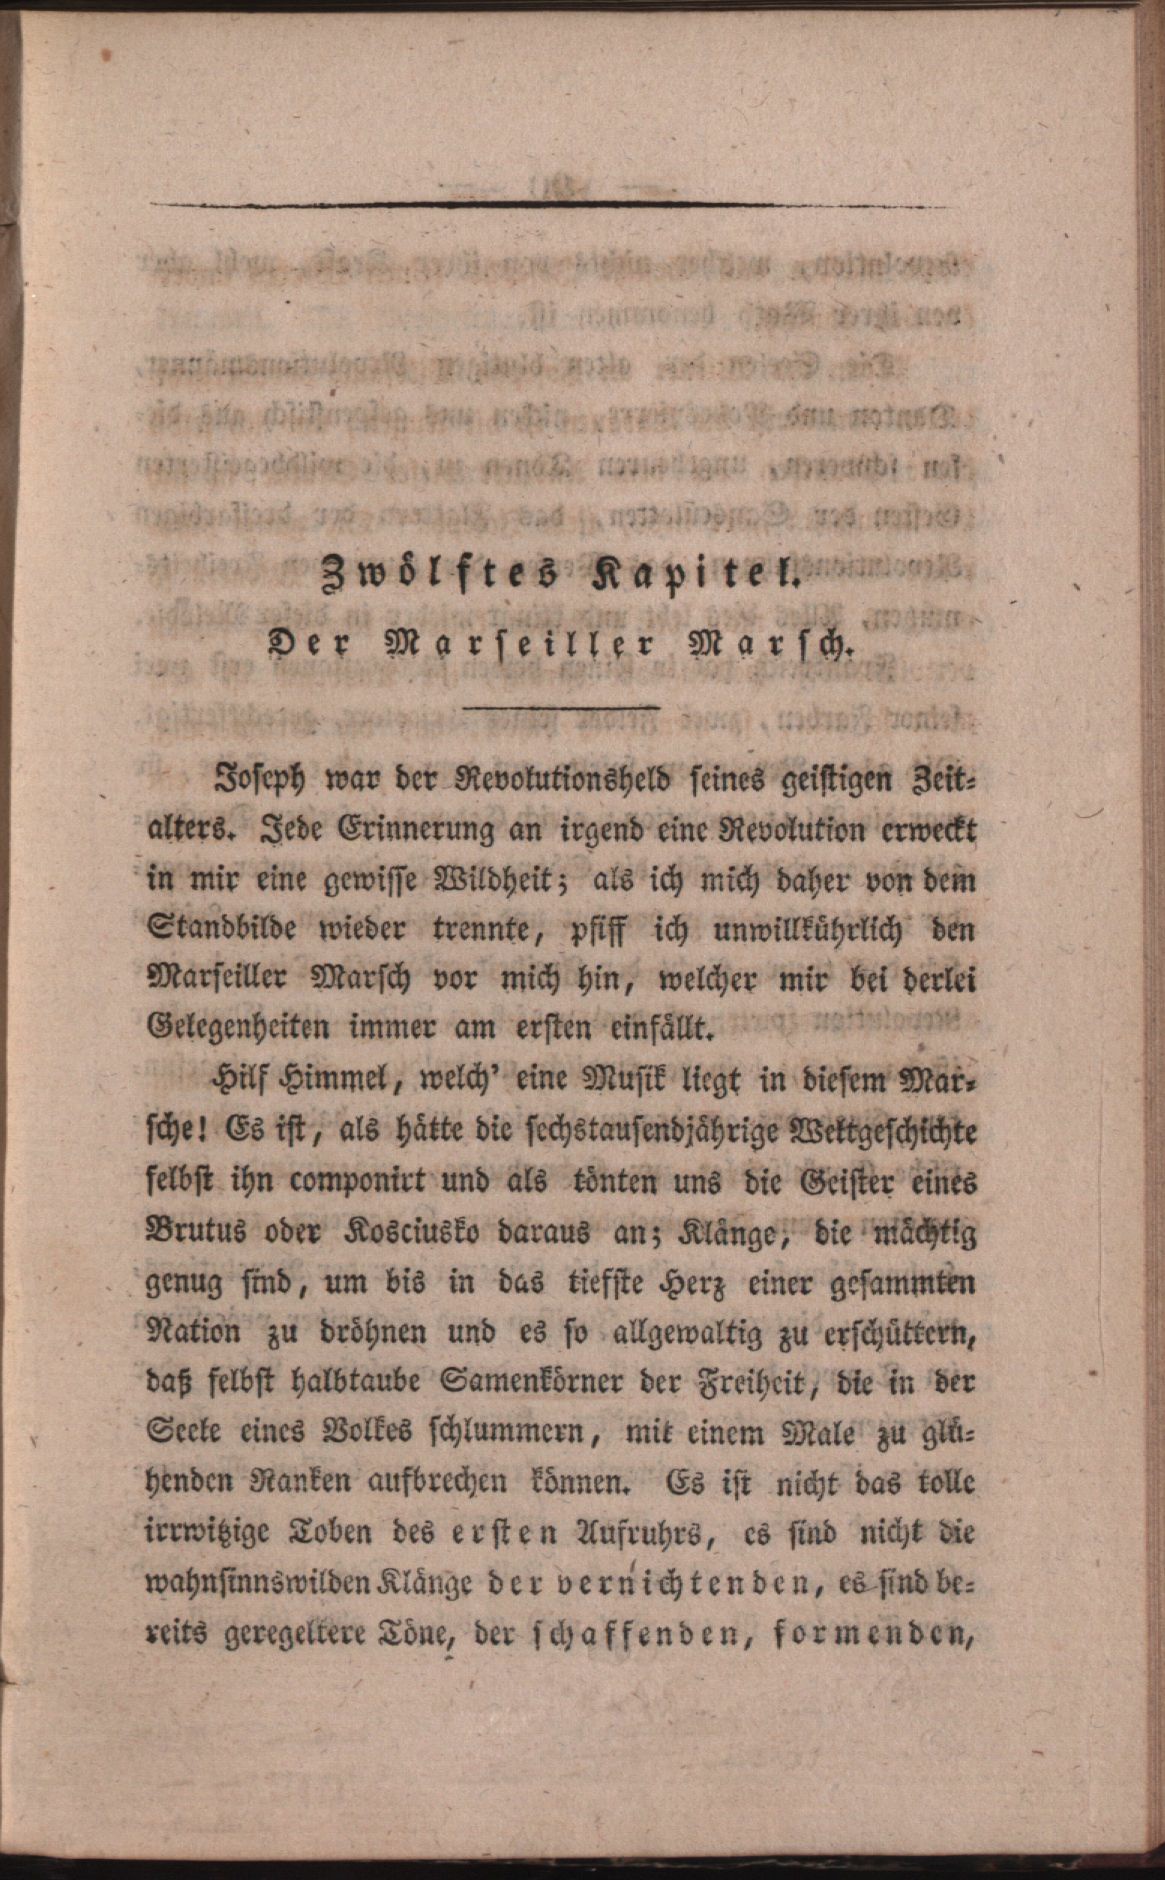 Zwölftes Kapitel.
Der Marseiller Marsch.
Joseph war der Revolutionsheld seines geistigen Zeit-
alters. Jede Erinnerung an irgend eine Revolution erweckt
in mir eine gewisse Wildheit; als ich mich daher von dem
Standbilde wieder trennte, pfiff ich unwillkührlich den
Marseiller Marsch vor mich hin, welcher mir bei derlei
Gelegenheiten immer am ersten einfällt.
Hilf Himmel, welch' eine Musik liegt in diesem Mar-
sche! Es ist, als hätte die sechstausendjährige Weltgeschichte
selbst ihn componirt und als tönten uns die Geister eines
Brutus oder Kosciusko daraus an; Klänge, die mächtig
genug sind, um bis in das tiefste Herz einer gesammten
Nation zu dröhnen und es so allgewaltig zu erschüttern,
daß selbst halbtaube Samenkörner der Freiheit, die in der
Seele eines Volkes schlummern, mit einem Male zu glü-
henden Ranken aufbrechen können. Es ist nicht das tolle
irrwitzige Toben des ersten Aufruhrs, es sind nicht die
wahnsinnswilden Klänge der vernichtenden, es sind be-
reits geregeltere Töne, der schaffenden, formenden,